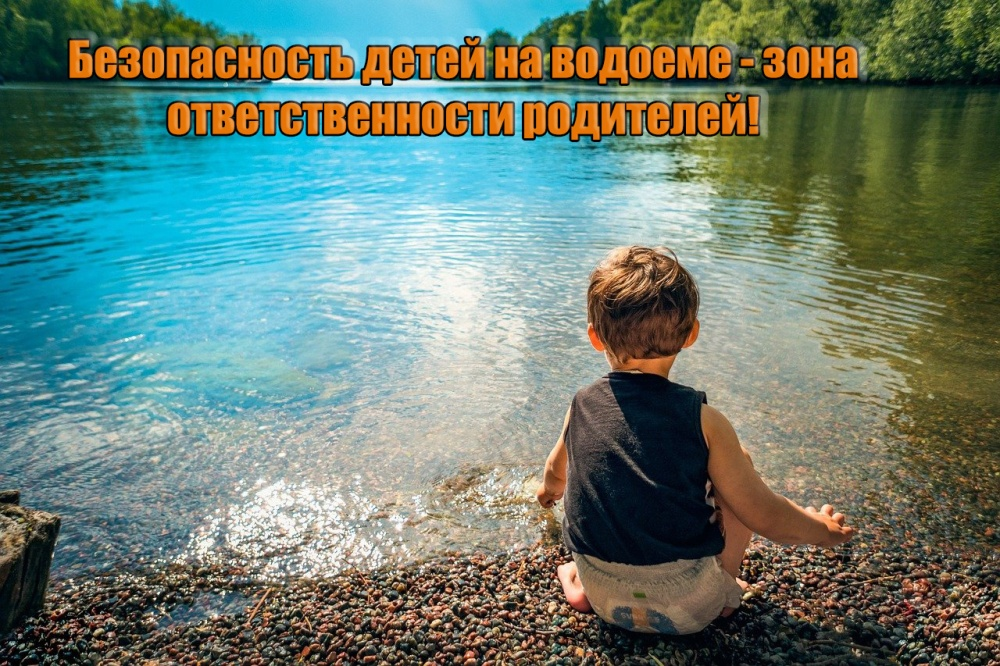 Безопасность детей на водоеме - зона
ответственности родителей!